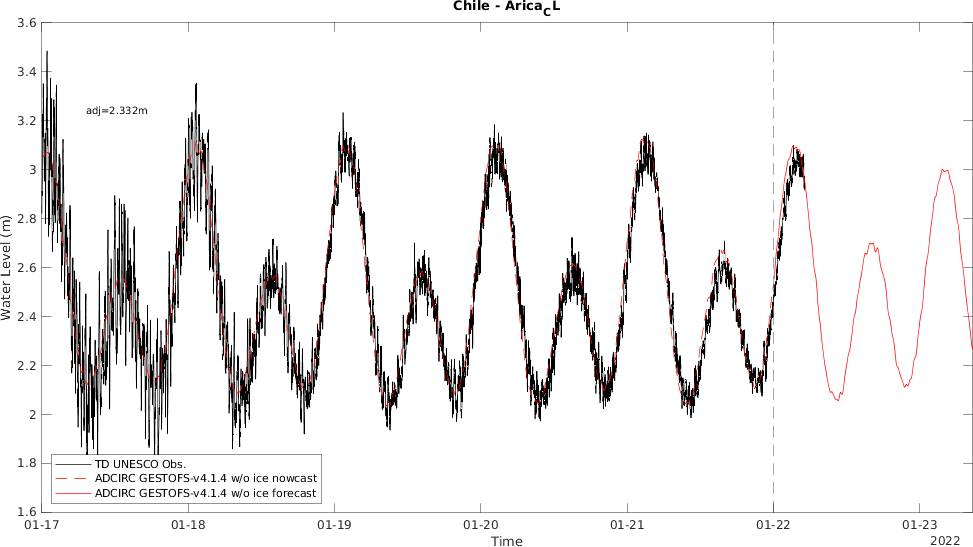 Chile - Arica_CL
3.6
3.4
3.2
3
2.8
2.6
2.4
2.2
2
1.8
1.6
Water Level (m)
adj=2.332m
TD UNESCO Obs.
ADCIRC GESTOFS-v4.1.4 w/o ice nowcast
ADCIRC GESTOFS-v4.1.4 w/o ice forecast
01-17 01-18 01-19 01-20 01-21 01-22 01-23
Time
2022